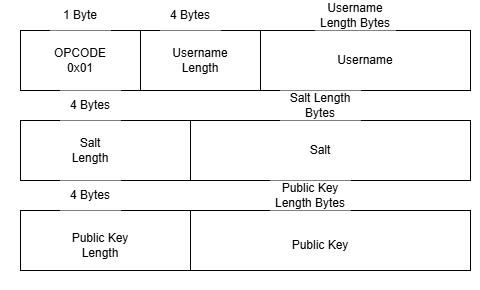 1 Byte
4 Bytes
Username
Length Bytes
OPCODE
0x01
Username
Length
Username
4 Bytes
Salt Length
Bytes
Salt
Length
Salt
4 Bytes
Public Key
Length Bytes
Public Key
Length
Public Key